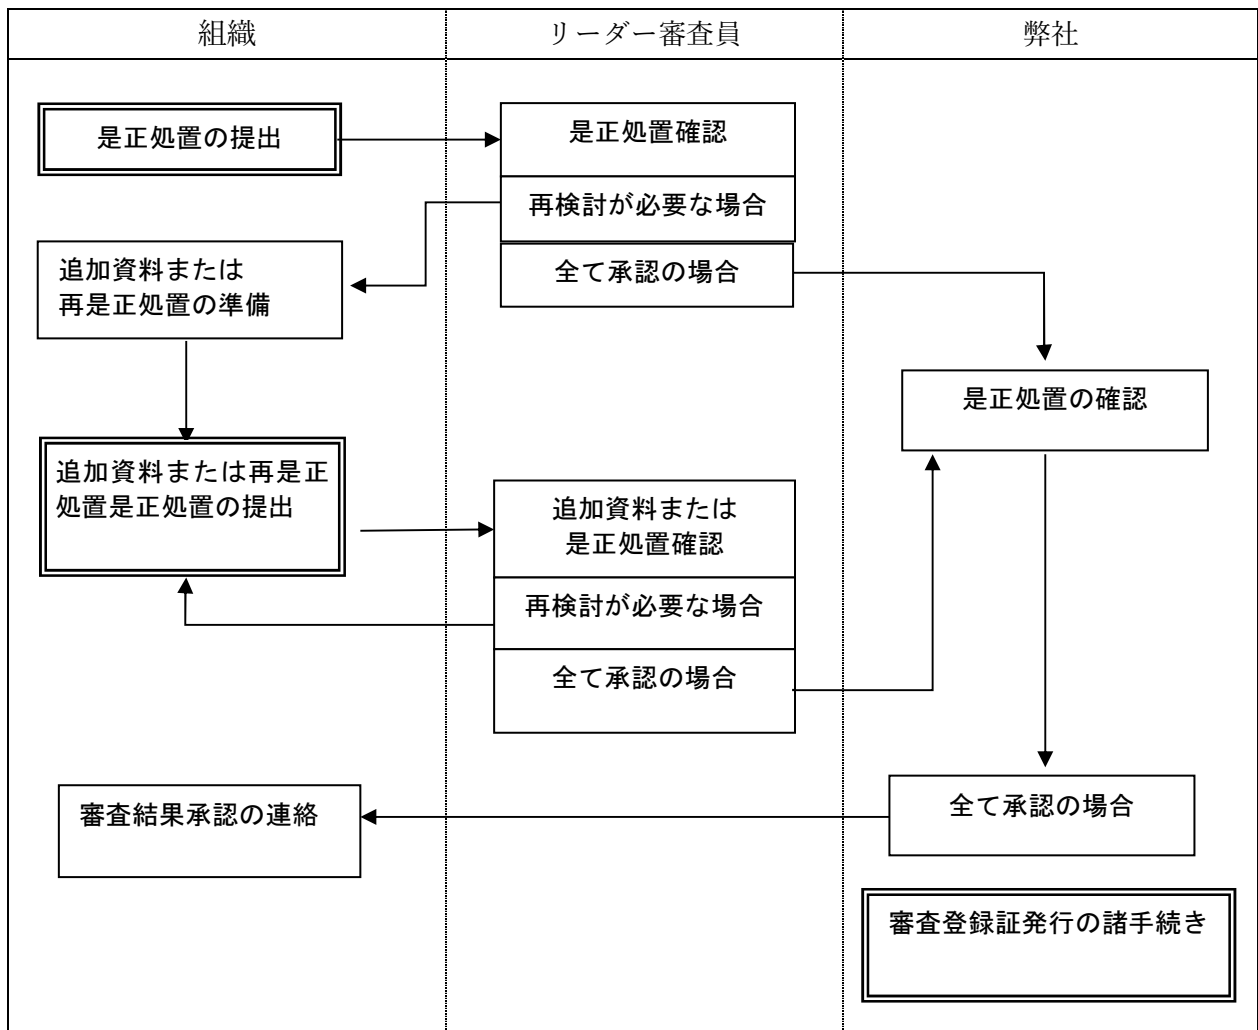 組織
リーダー審査員
弊社
是正処置の提出
是正処置確認
再検討が必要な場合
全て承認の場合
追加資料または
再是正処置の準備
是正処置の確認
追加資料または再是正
処置是正処置の提出
追加資料または
是正処置確認
再検討が必要な場合
全て承認の場合
審査結果承認の連絡
全て承認の場合
審査登録証発行の諸手続き